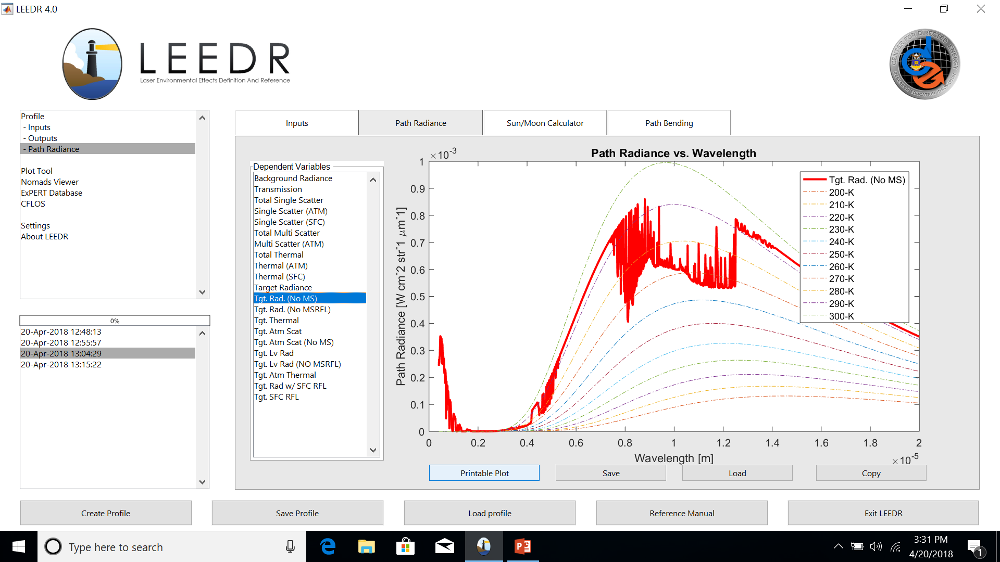 LEEDR 4.0
LEEDR
Laser Environmental Effects Definition And Reference
CENTER FOR DIRECTED ENERGY
RESEARCH EDUCATION INNOVATION
Profile
- Inputs
- Outputs
- Path Radiance
Plot Tool
Nomads Viewer
ExPERT Database
CFLOS
Settings
About LEEDR
0%
20-Apr-2018 12:48:13
20-Apr-2018 12:55:57
20-Apr-2018 13:04:29
20-Apr-2018 13:15:22
Inputs
Path Radiance
Sun/Moon Calculator
Path Bending
Dependent Variables
Background Radiance
Transmission
Total Single Scatter
Single Scatter (ATM)
Single Scatter (SFC)
Total Multi Scatter
Multi Scatter (ATM)
Total Thermal
Thermal (ATM)
Thermal (SFC)
Target Radiance
Tgt. Rad. (No MS)
Tgt. Rad. (No MSRFL)
Tgt. Thermal
Tgt. Atm Scat
Tgt. Atm Scat (No MS)
Tgt. Lv Rad
Tgt. Lv Rad (NO MSRFL)
Tgt. Atm Thermal
Tgt. Rad w/ SFC RFL
Tgt. SFC RFL
Path Radiance vs. Wavelength
×10⁻³
1
0.9
0.8
0.7
0.6
0.5
0.4
0.3
0.2
0.1
0
Path Radiance [W cm⁻2 str⁻1 μm⁻1]
Tgt. Rad. (No MS)
200-K
210-K
220-K
230-K
240-K
250-K
260-K
270-K
280-K
290-K
300-K
0 0.2 0.4 0.6 0.8 1 1.2 1.4 1.6 1.8 2
Wavelength [m]
×10⁻⁵
Printable Plot
Save
Load
Copy
Create Profile
Save Profile
Load profile
Reference Manual
Exit LEEDR
Type here to search
3:31 PM
4/20/2018
1